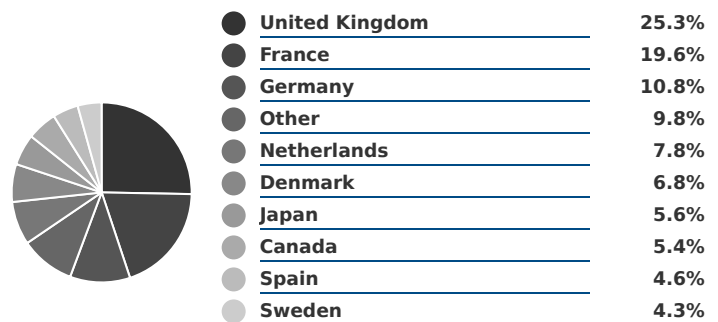 United Kingdom 25.3%
France 19.6%
Germany 10.8%
Other 9.8%
Netherlands 7.8%
Denmark 6.8%
Japan 5.6%
Canada 5.4%
Spain 4.6%
Sweden 4.3%